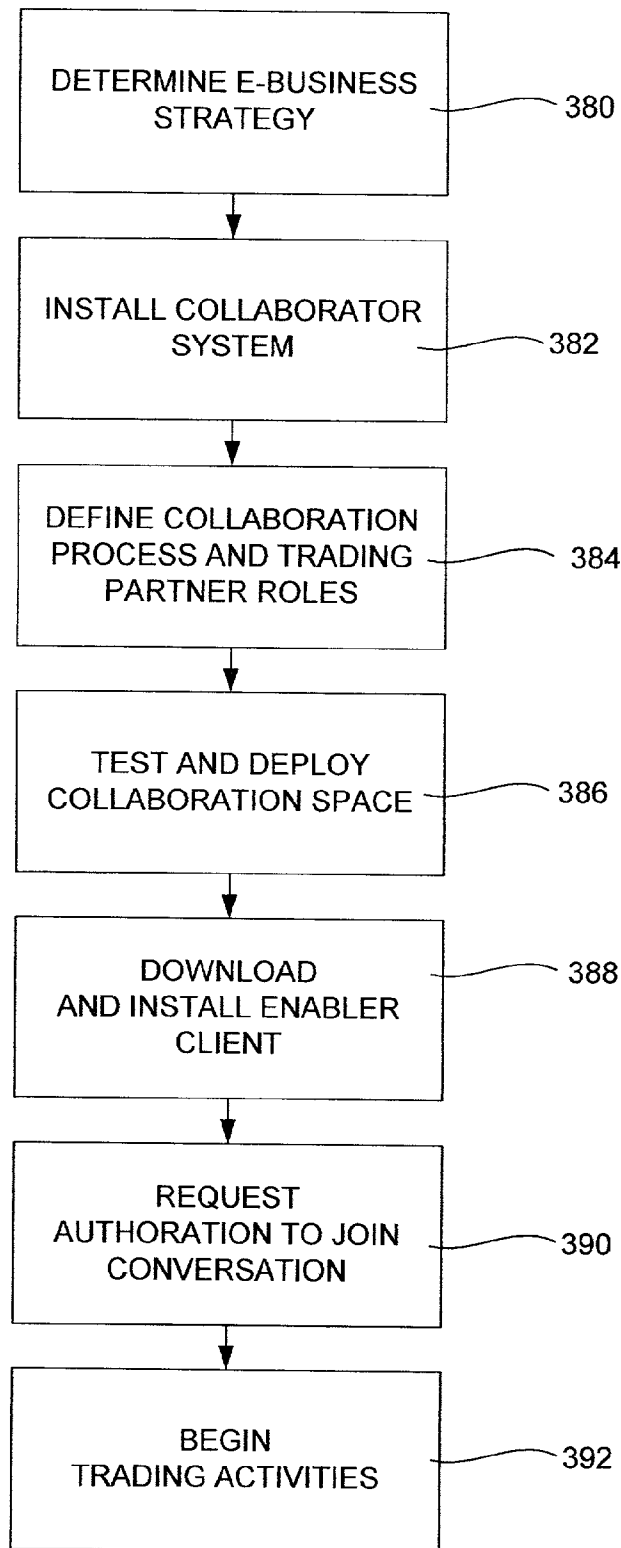 DETERMINE E-BUSINESS
STRATEGY
380
INSTALL COLLABORATOR
SYSTEM
382
DEFINE COLLABORATION
PROCESS AND TRADING
PARTNER ROLES
384
TEST AND DEPLOY
COLLABORATION SPACE
386
DOWNLOAD
AND INSTALL ENABLER
CLIENT
388
REQUEST
AUTHORATION TO JOIN
CONVERSATION
390
BEGIN
TRADING ACTIVITIES
392